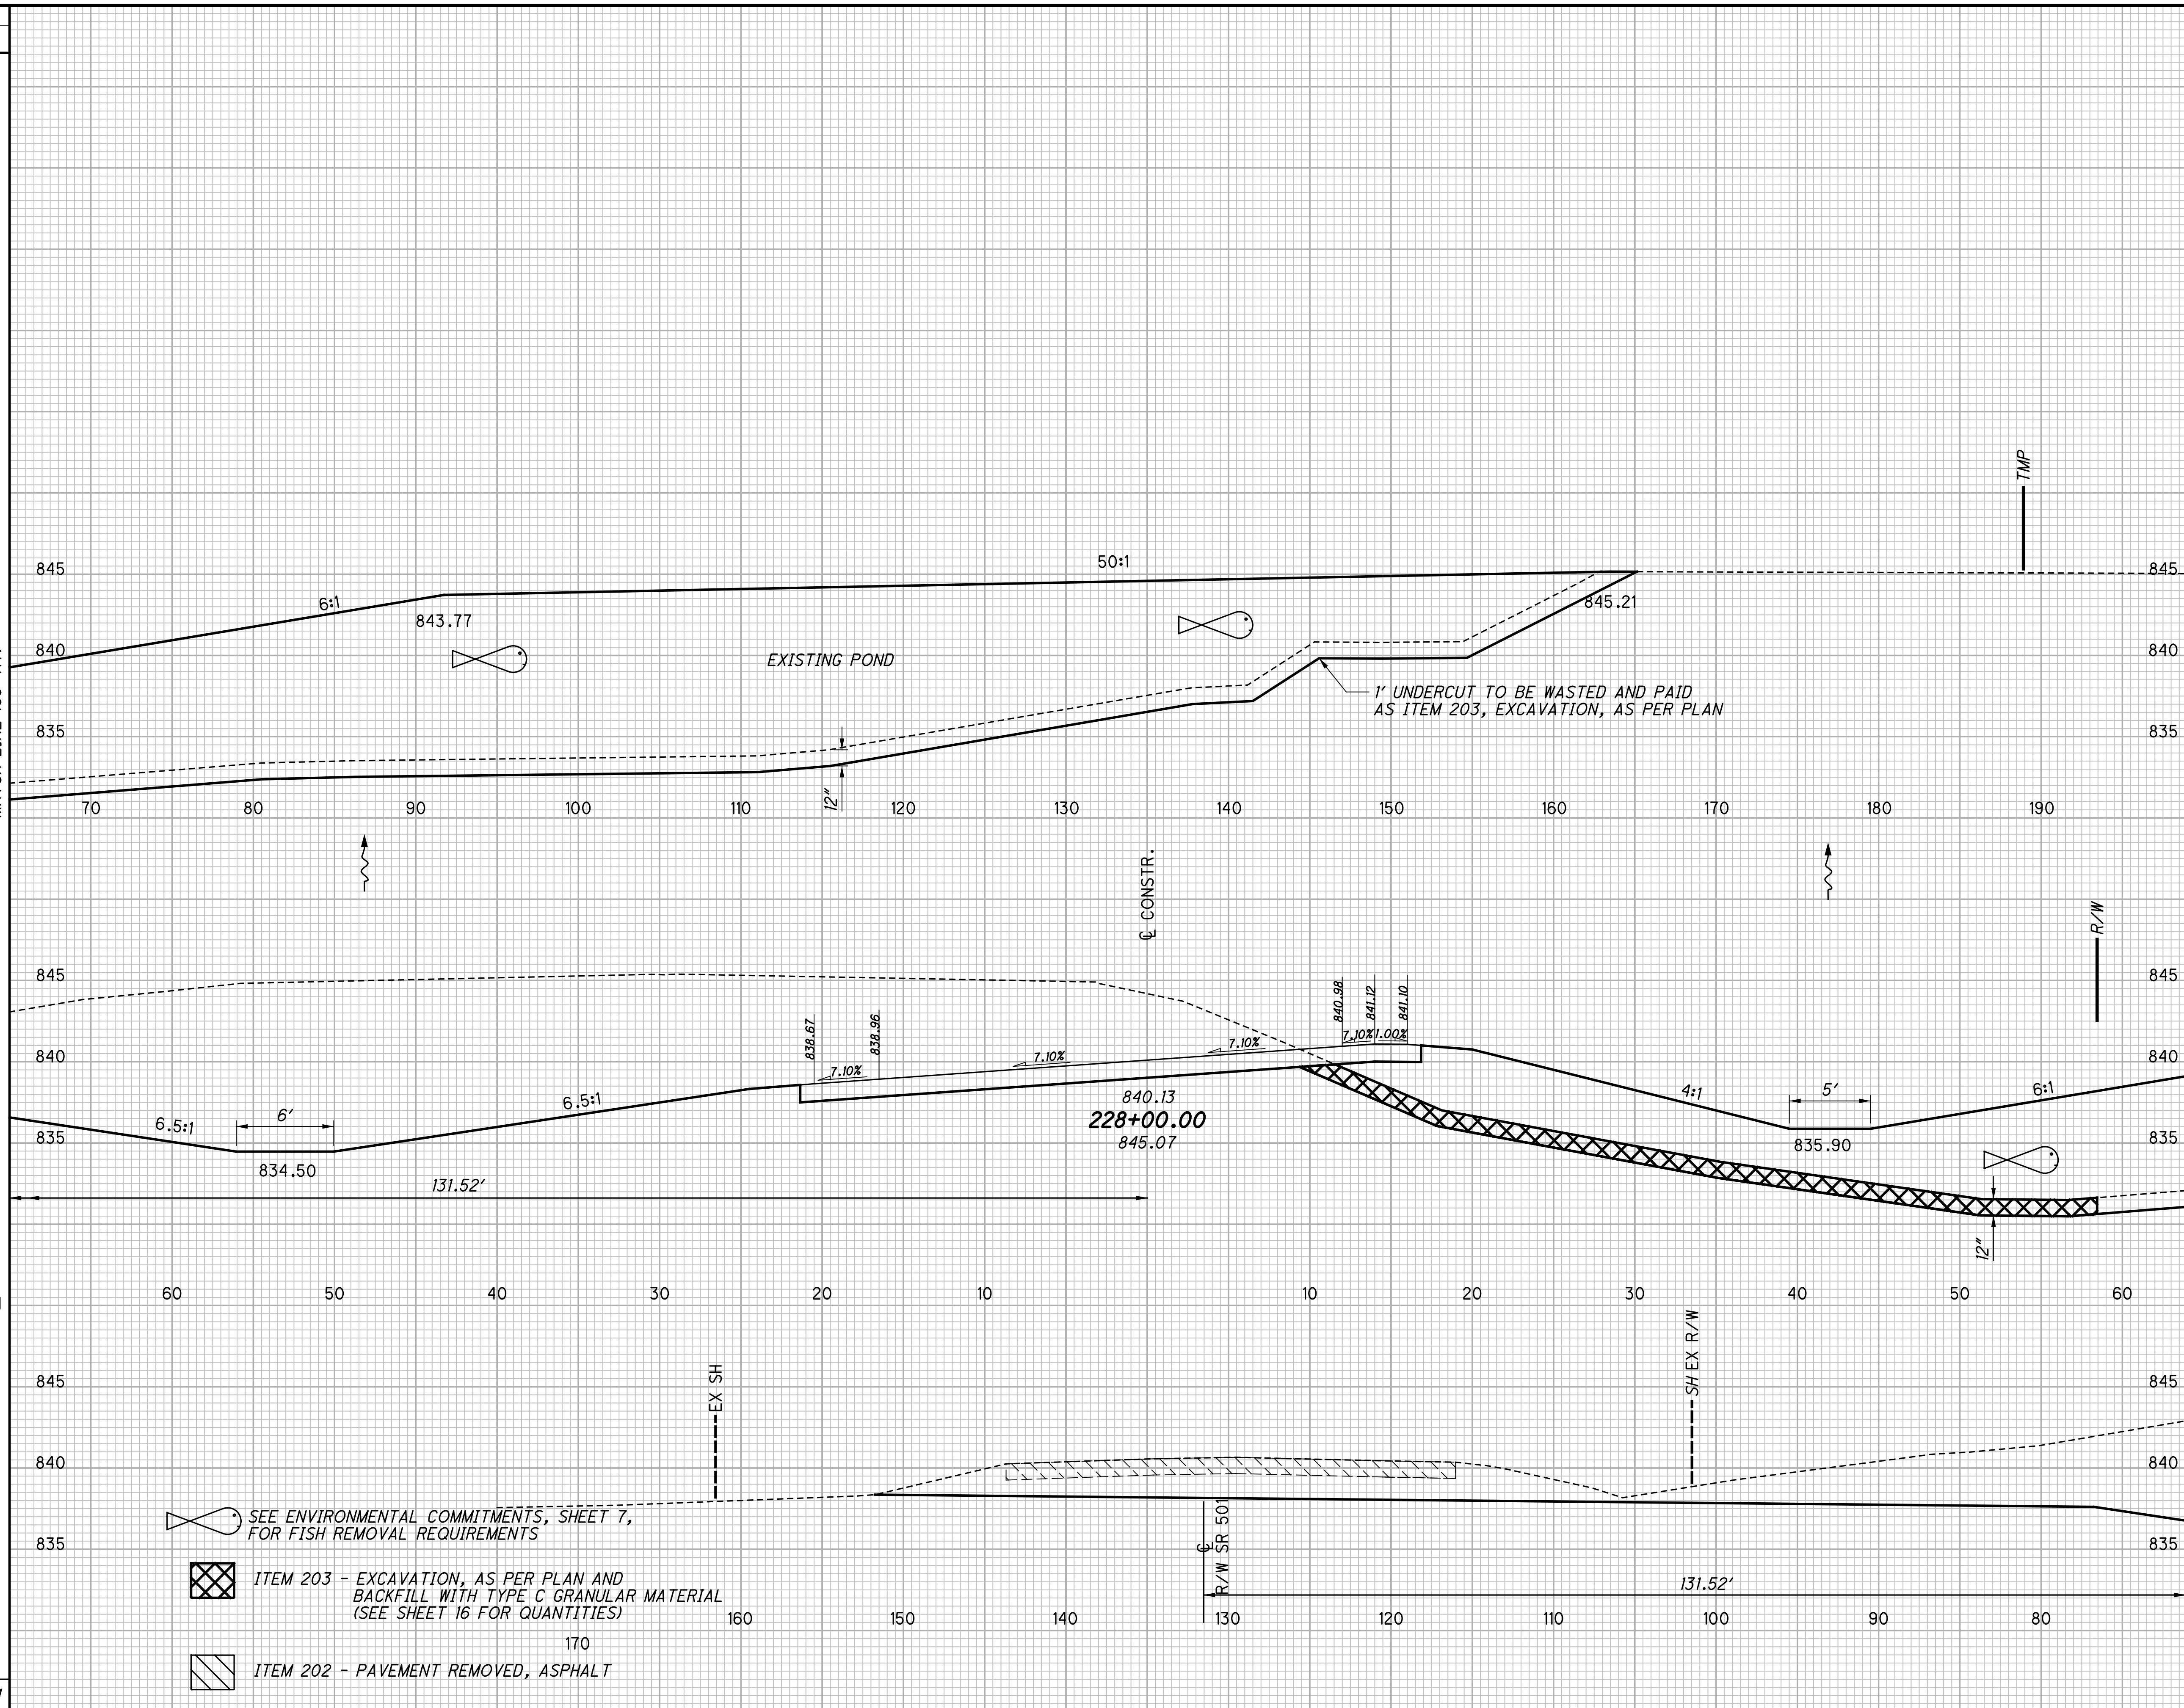 TMP
50:1
845
845
6:1
845.21
843.77
840
EXISTING POND
840
1' UNDERCUT TO BE WASTED AND PAID
AS ITEM 203, EXCAVATION, AS PER PLAN
835
835
12"
70 80 90 100 110 120 130 140 150 160 170 180 190
℄ CONSTR.
R/W
845
845
838.67
838.96
840.98
841.12
841.10
7.10%
1.00%
7.10%
7.10%
7.10%
840
840
6.5:1
6'
6.5:1
4:1
5'
6:1
840.13
228+00.00
845.07
835
835
834.50
835.90
131.52'
12"
60 50 40 30 20 10 10 20 30 40 50 60
EX SH
SH EX R/W
845
845
840
840
SEE ENVIRONMENTAL COMMITMENTS, SHEET 7,
FOR FISH REMOVAL REQUIREMENTS
835
835
℄
R/W SR 501
ITEM 203 - EXCAVATION, AS PER PLAN AND
BACKFILL WITH TYPE C GRANULAR MATERIAL
(SEE SHEET 16 FOR QUANTITIES)
131.52'
160 150 140 130 120 110 100 90 80
170
ITEM 202 - PAVEMENT REMOVED, ASPHALT